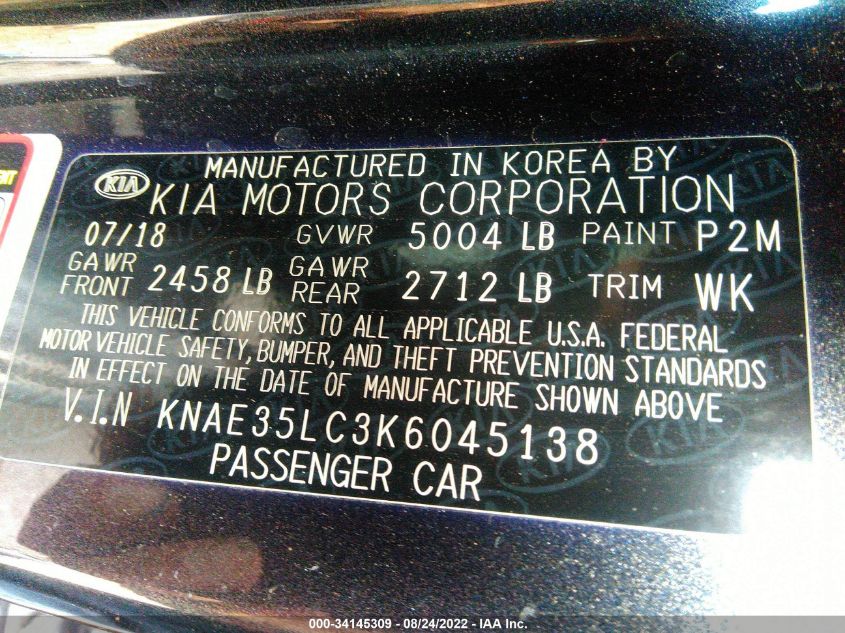 ENT
KIA
MANUFACTURED IN KOREA BY
KIA MOTORS CORPORATION
07/18 GVWR 5004 LB PAINT P2M
GAWR FRONT 2458 LB GAWR REAR 2712 LB TRIM WK
THIS VEHICLE CONFORMS TO ALL APPLICABLE U.S.A. FEDERAL
MOTOR VEHICLE SAFETY, BUMPER, AND THEFT PREVENTION STANDARDS
IN EFFECT ON THE DATE OF MANUFACTURE SHOWN ABOVE
V.I.N KNAE35LC3K6045138
PASSENGER CAR
000-34145309 - 08/24/2022 - IAA Inc.